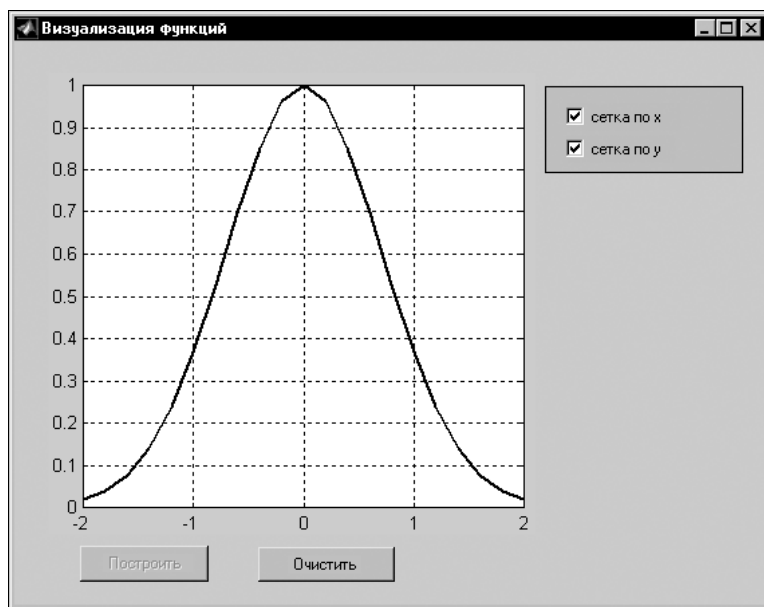 Визуализация функций
1
0.9
0.8
0.7
0.6
0.5
0.4
0.3
0.2
0.1
0
-2 -1 0 1 2
сетка по x
сетка по y
Построить Очистить